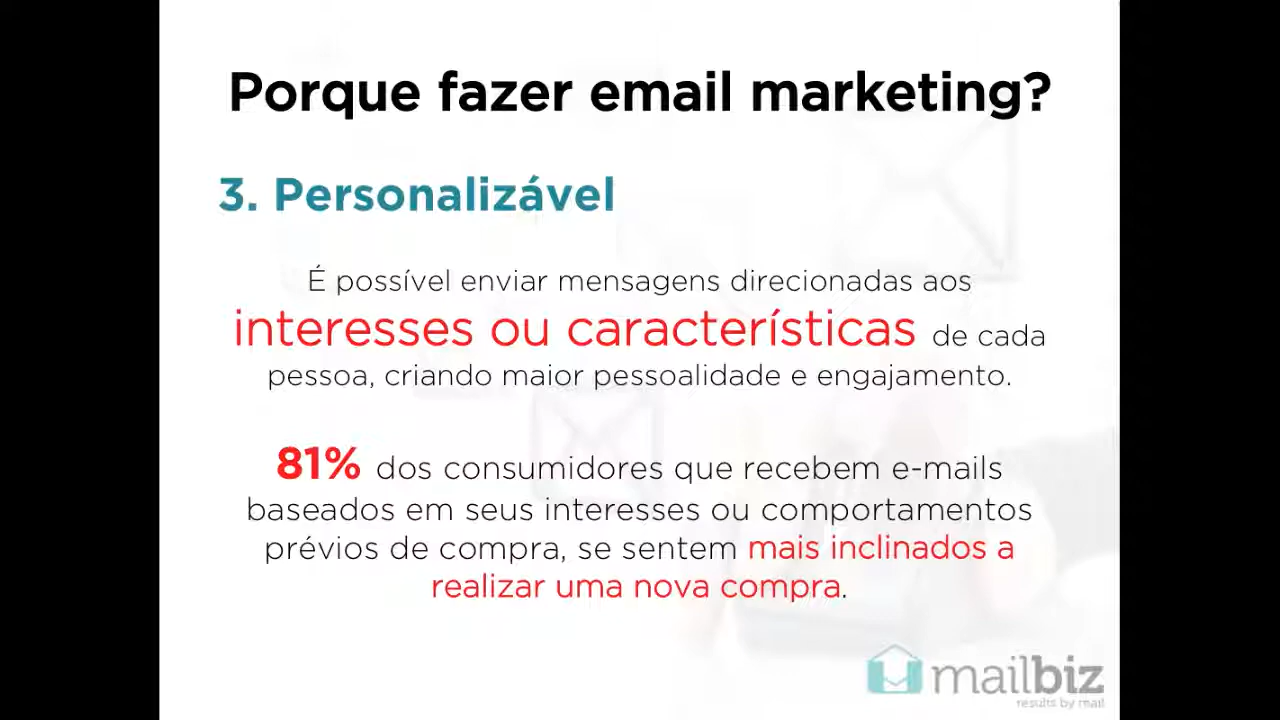 Porque fazer email marketing?
3. Personalizável
É possível enviar mensagens direcionadas aos
interesses ou características de cada
pessoa, criando maior pessoalidade e engajamento.
81% dos consumidores que recebem e-mails
baseados em seus interesses ou comportamentos
prévios de compra, se sentem mais inclinados a
realizar uma nova compra.
mailbiz
results by mail